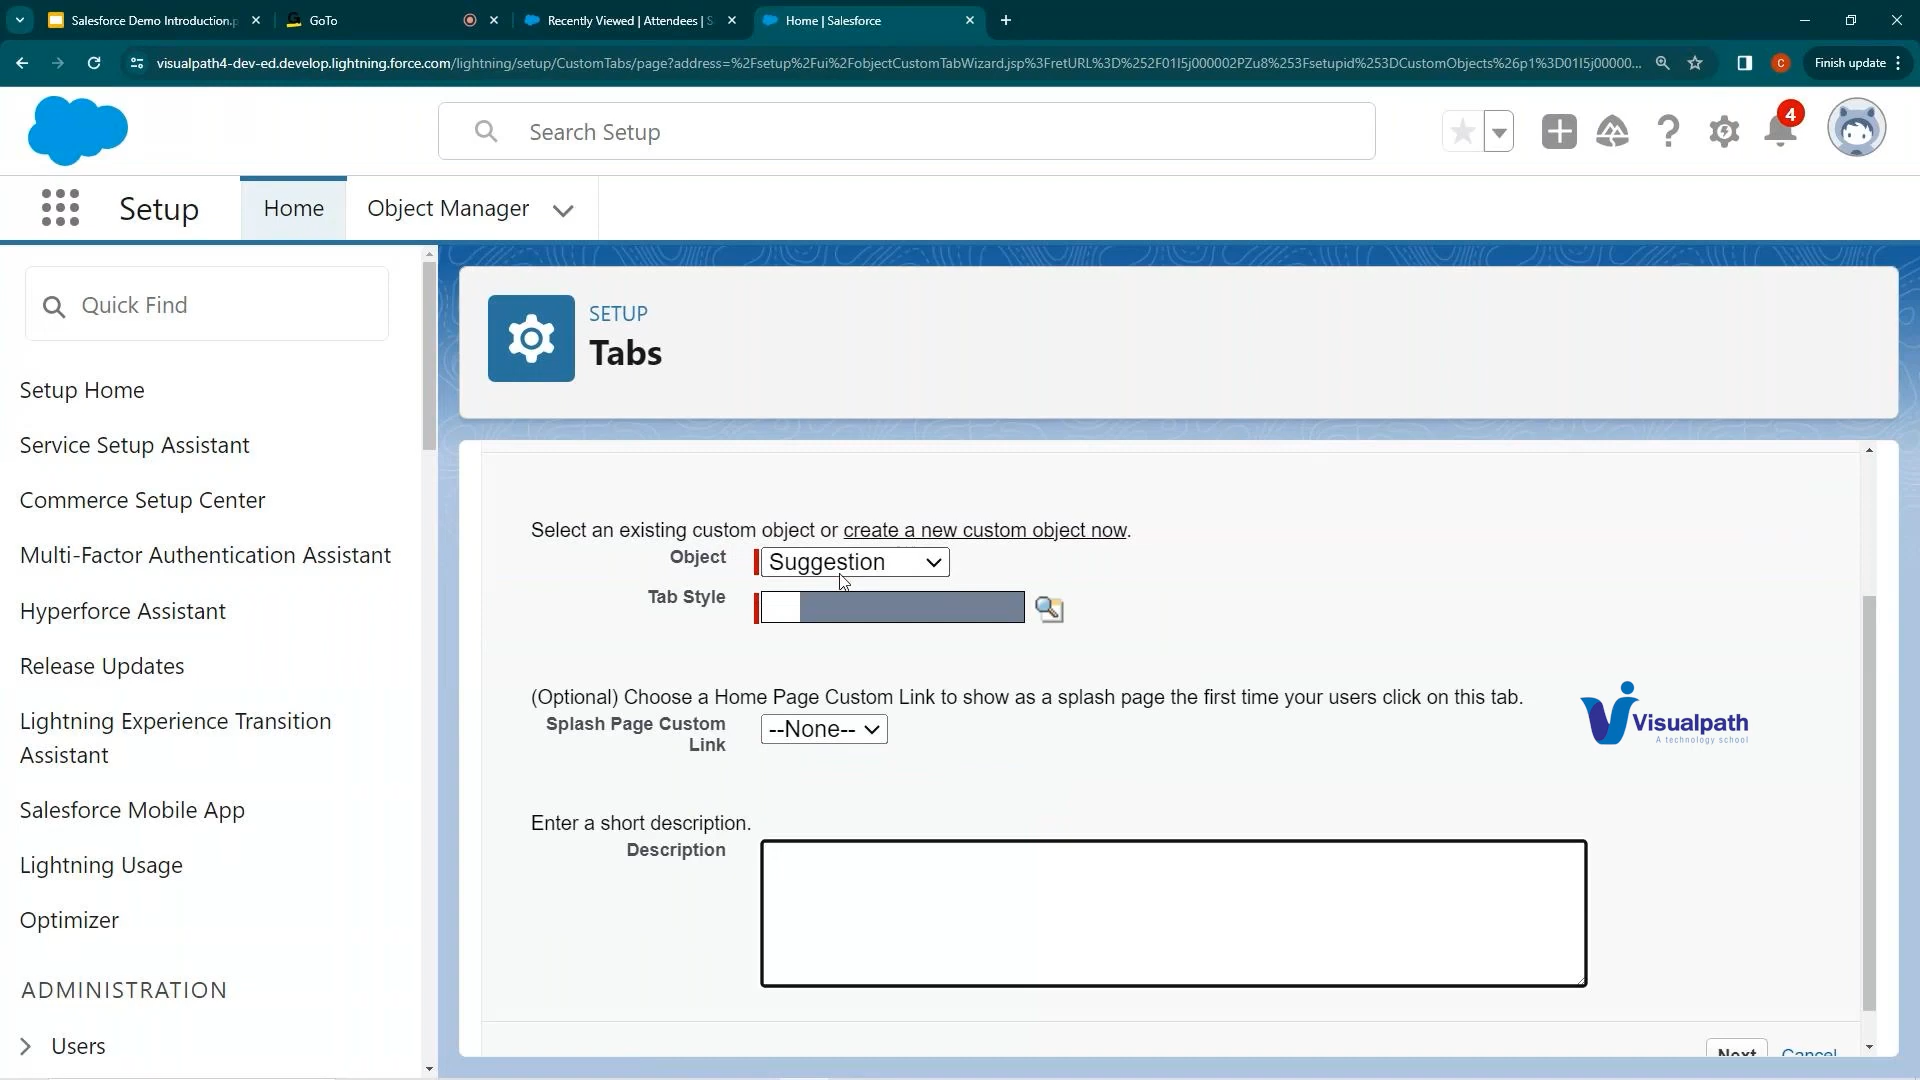 Salesforce Demo Introduction.p
GoTo
Recently Viewed | Attendees | S
Home | Salesforce
visualpath4-dev-ed.develop.lightning.force.com/lightning/setup/CustomTabs/page?address=%2Fsetup%2Fui%2FobjectCustomTabWizard.jsp%3FretURL%3D%252F01I5j000002PZu8%253Fsetupid%253DCustomObjects%26p1%3D01I5j00000...
C
Finish update
Search Setup
4
Setup
Home
Object Manager
Quick Find
Setup Home
Service Setup Assistant
Commerce Setup Center
Multi-Factor Authentication Assistant
Hyperforce Assistant
Release Updates
Lightning Experience Transition
Assistant
Salesforce Mobile App
Lightning Usage
Optimizer
ADMINISTRATION
Users
SETUP
Tabs
Select an existing custom object or create a new custom object now.
Object
Suggestion
Tab Style
(Optional) Choose a Home Page Custom Link to show as a splash page the first time your users click on this tab.
Splash Page Custom
Link
--None--
Visualpath
A technology school
Enter a short description.
Description
Next
Cancel